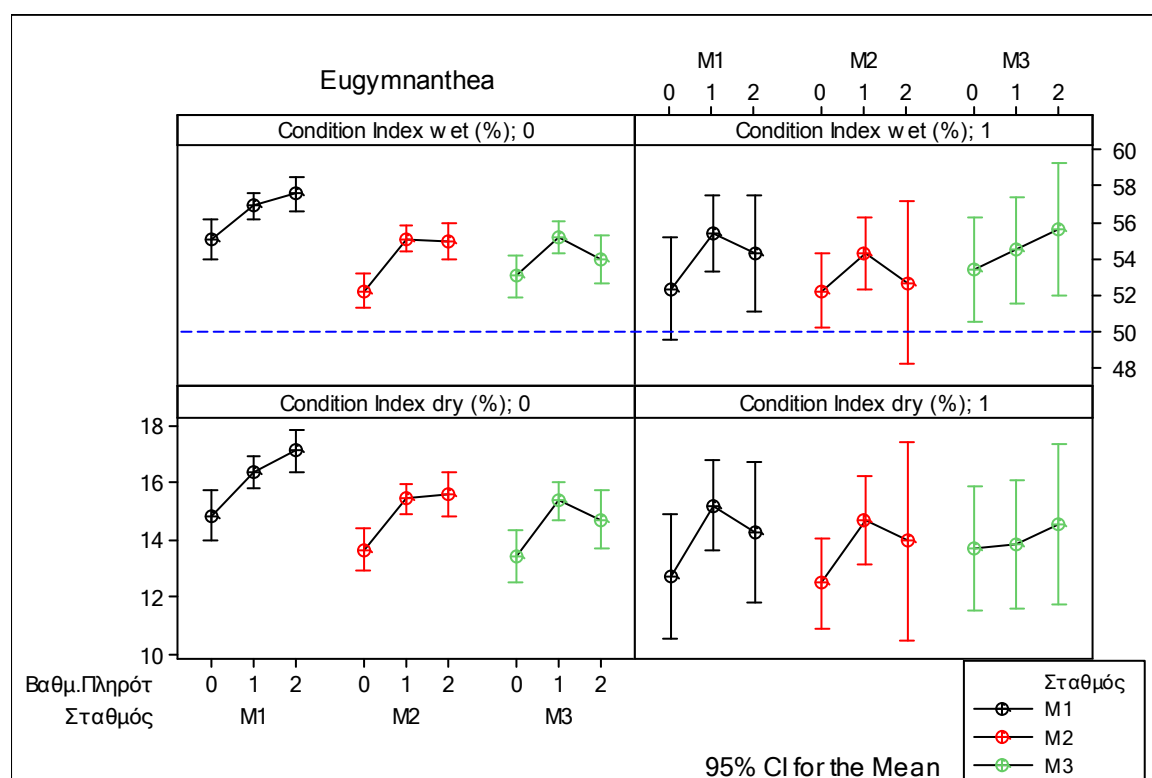 Eugymnanthea
M1 M2 M3
0 1 2 0 1 2 0 1 2
Condition Index wet (%); 0 Condition Index wet (%); 1
60
58
56
54
52
50
48
Condition Index dry (%); 0 Condition Index dry (%); 1
18
16
14
12
10
Βαθμ.Πληρότ 0 1 2 0 1 2 0 1 2
Σταθμός M1 M2 M3
Σταθμός
M1
M2
M3
95% CI for the Mean